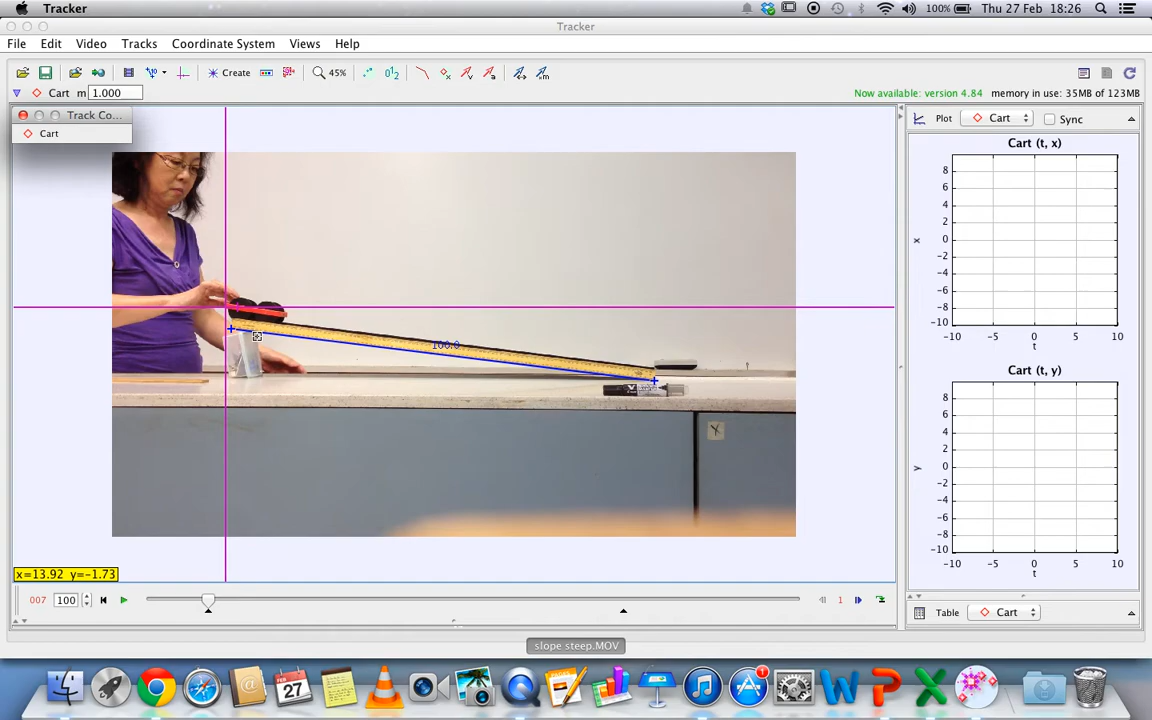 Tracker
100%
Thu 27 Feb 18:26
Tracker
File Edit Video Tracks Coordinate System Views Help
Create
45%
Cart m 1.000
Now available: version 4.84 memory in use: 35MB of 123MB
Track Co...
Cart
Plot Cart Sync
Cart (t, x)
8
6
4
2
0
-2
-4
-6
-8
-10
x
-10 -5 0 5 10
t
100.0
Cart (t, y)
8
6
4
2
0
-2
-4
-6
-8
-10
y
-10 -5 0 5 10
t
Y
x=13.92 y=-1.73
007 100
1
Table Cart
slope steep.MOV
FEB
27
1